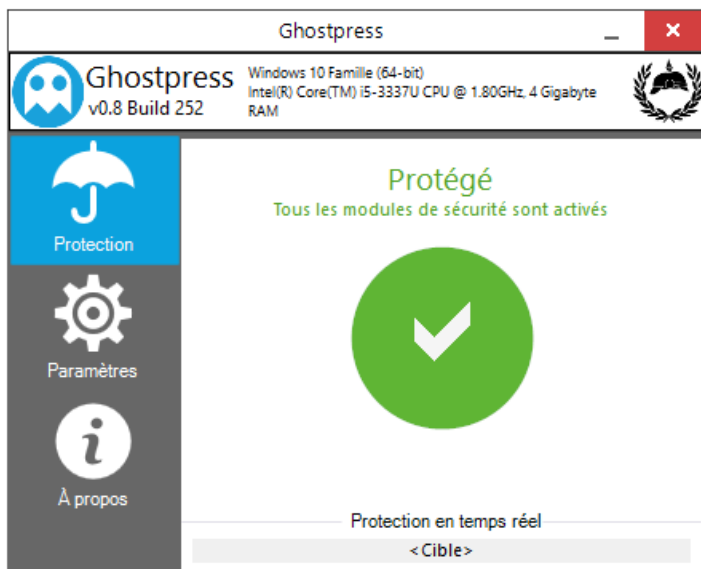 Ghostpress
Ghostpress
v0.8 Build 252
Windows 10 Famille (64-bit)
Intel(R) Core(TM) i5-3337U CPU @ 1.80GHz, 4 Gigabyte
RAM
Protection
Paramètres
À propos
Protégé
Tous les modules de sécurité sont activés
Protection en temps réel
<Cible>